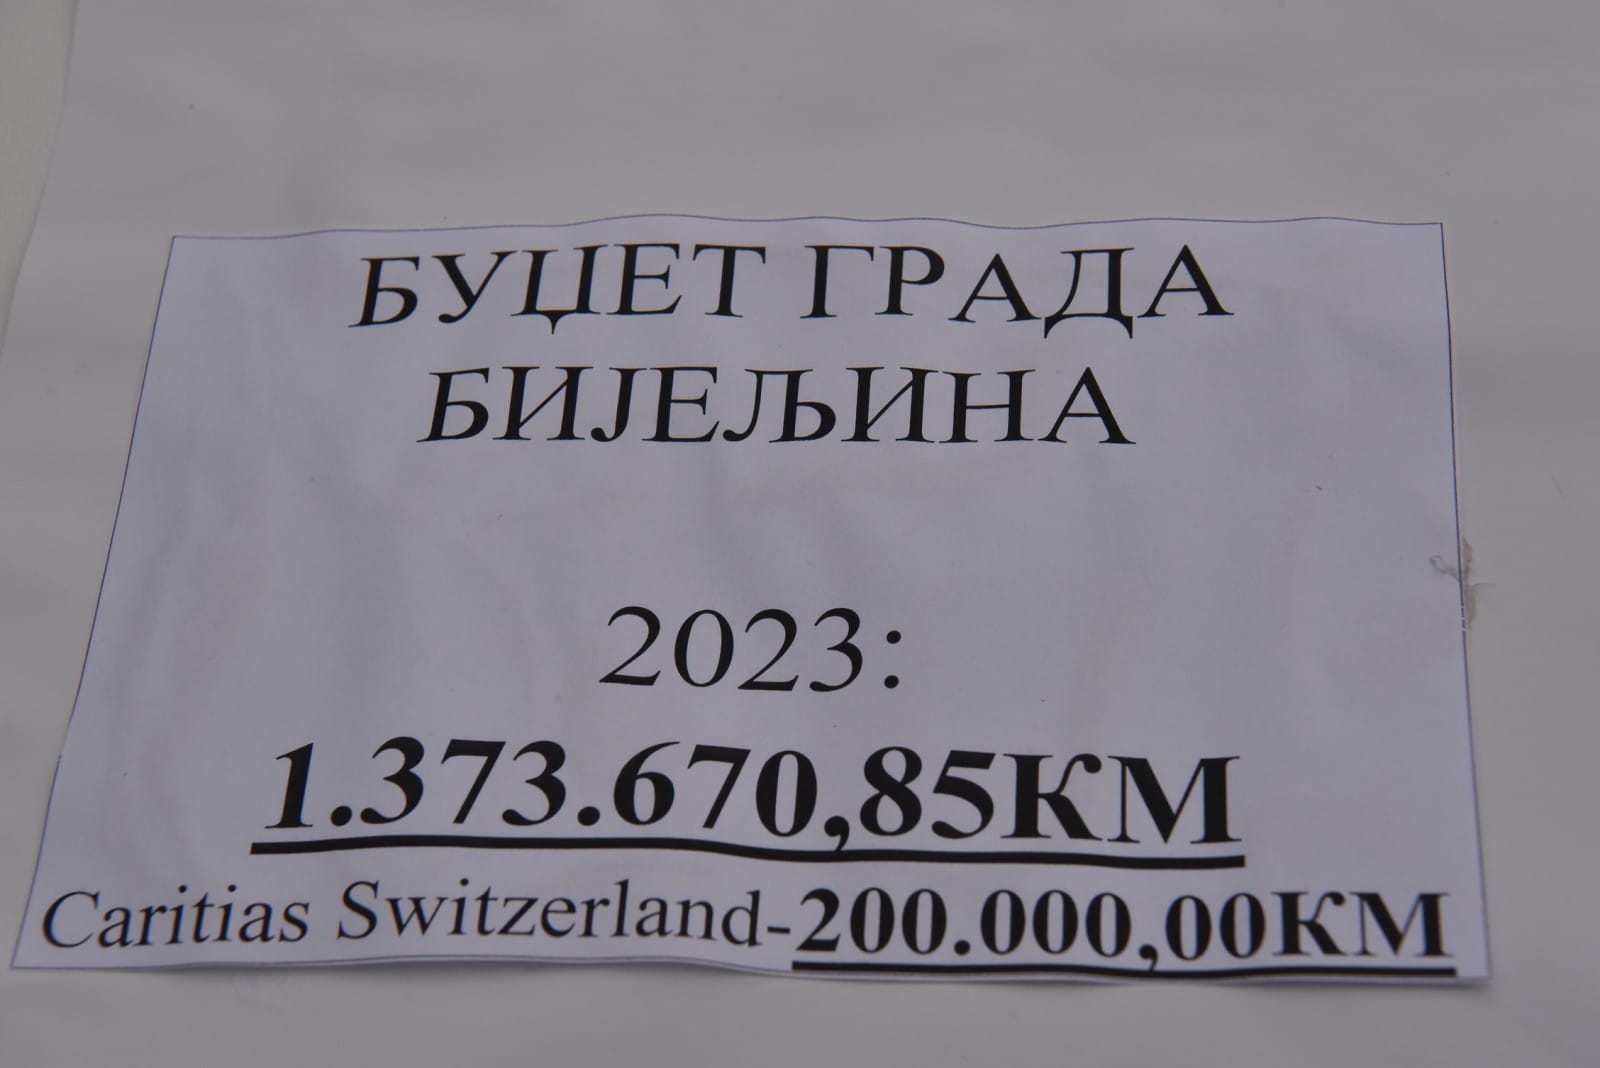 БУЏЕТ ГРАДА
БИЈЕЉИНА
2023:
1.373.670,85КМ
Caritias Switzerland-200.000,00КМ